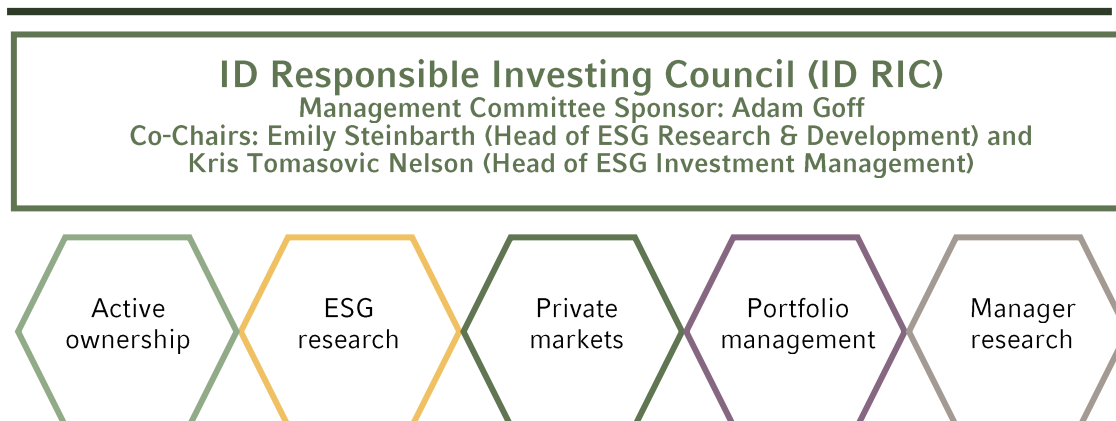 ID Responsible Investing Council (ID RIC)
Management Committee Sponsor: Adam Goff
Co-Chairs: Emily Steinbarth (Head of ESG Research & Development) and
Kris Tomasovic Nelson (Head of ESG Investment Management)
Active
ownership
ESG
research
Private
markets
Portfolio
management
Manager
research